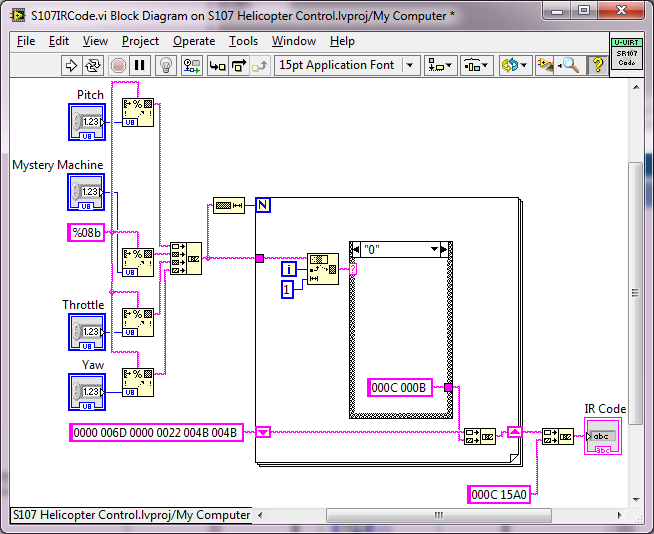 S107IRCode.vi Block Diagram on S107 Helicopter Control.lvproj/My Computer *
File Edit View Project Operate Tools Window Help
15pt Application Font
U-UIRT
SR107
Code
Pitch
1.23
U8
Mystery Machine
1.23
U8
%08b
Throttle
1.23
U8
Yaw
1.23
U8
N
i
1
"0"
000C 000B
0000 006D 0000 0022 004B 004B
IR Code
abc
abc
000C 15A0
S107 Helicopter Control.lvproj/My Computer